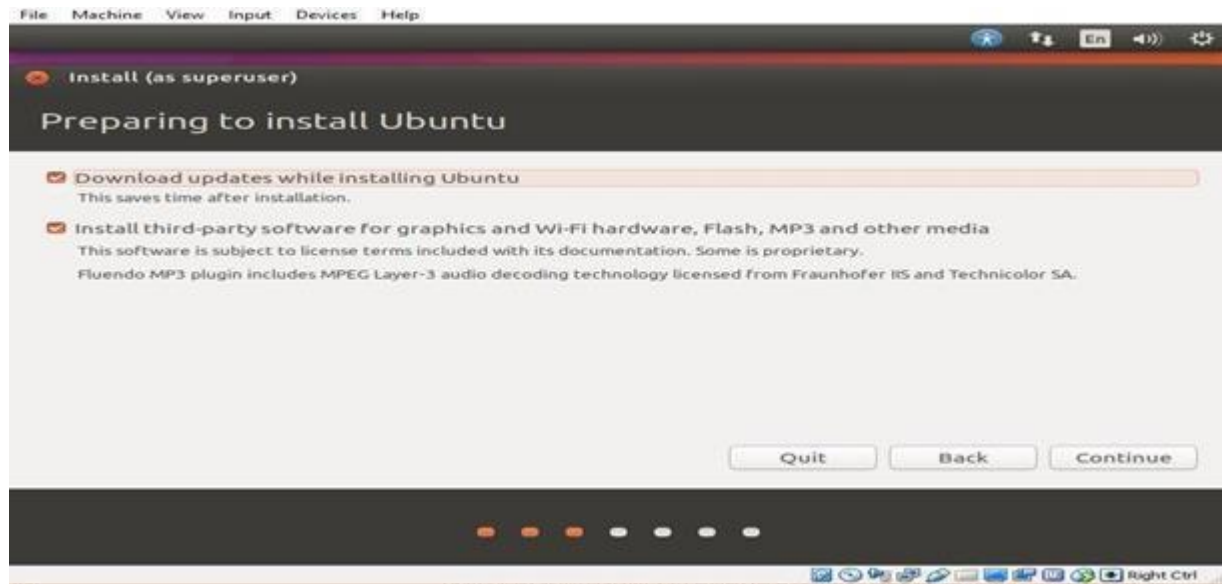 File Machine View Input Devices Help
En
Install (as superuser)
Preparing to install Ubuntu
Download updates while installing Ubuntu
This saves time after installation.
Install third-party software for graphics and Wi-Fi hardware, Flash, MP3 and other media
This software is subject to license terms included with its documentation. Some is proprietary.
Fluendo MP3 plugin includes MPEG Layer-3 audio decoding technology licensed from Fraunhofer IIS and Technicolor SA.
Quit Back Continue
Right Ctrl